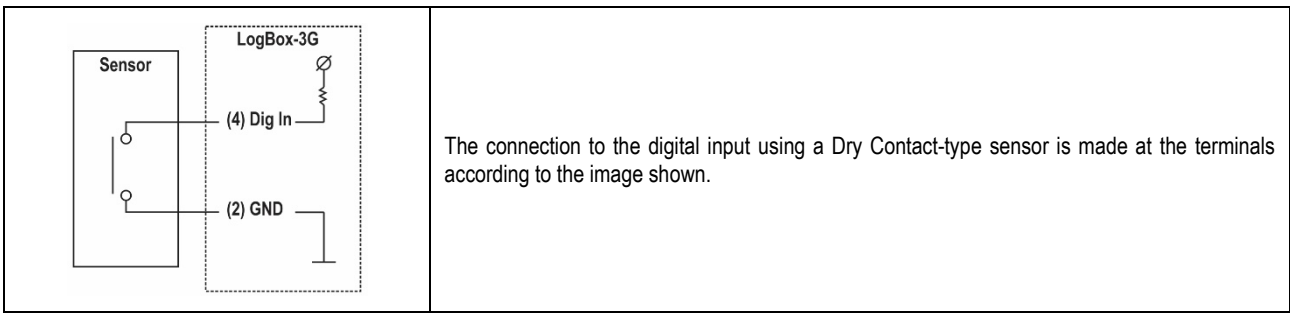 LogBox-3G
Sensor
(4) Dig In
(2) GND
The connection to the digital input using a Dry Contact-type sensor is made at the terminals
according to the image shown.